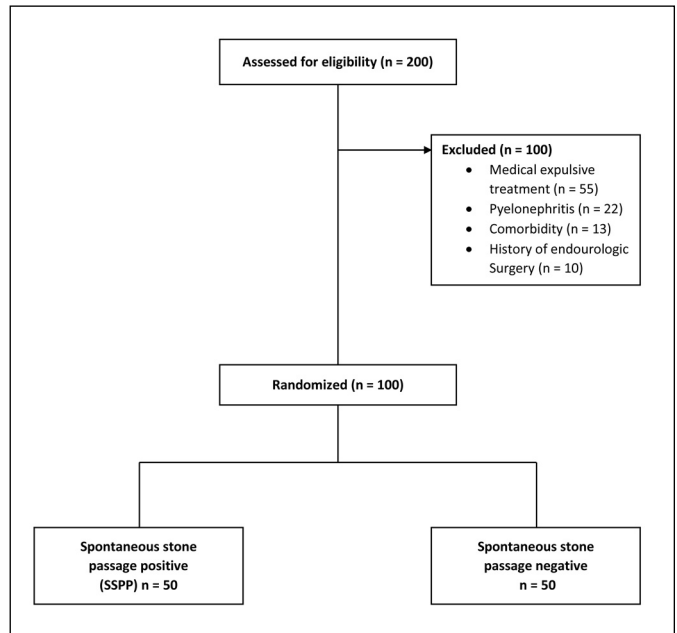 Assessed for eligibility (n = 200)
Excluded (n = 100)
• Medical expulsive
treatment (n = 55)
• Pyelonephritis (n = 22)
• Comorbidity (n = 13)
• History of endourologic
Surgery (n = 10)
Randomized (n = 100)
Spontaneous stone
passage positive
(SSPP) n = 50
Spontaneous stone
passage negative
n = 50